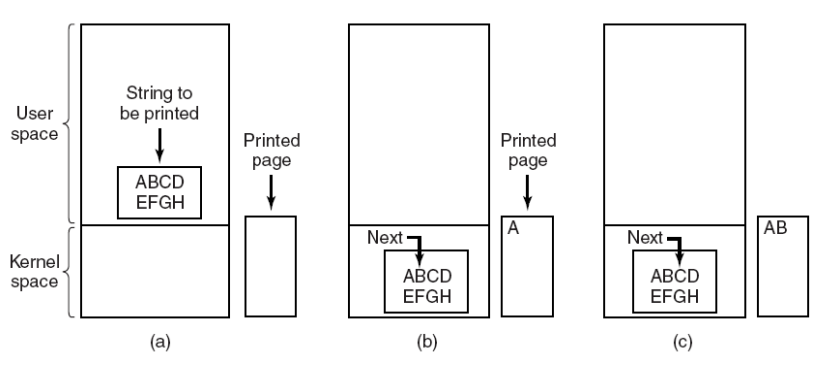 User
space
String to
be printed
ABCD
EFGH
Printed
page
Kernel
space
(a)
Printed
page
Next
ABCD
EFGH
A
(b)
Next
ABCD
EFGH
AB
(c)